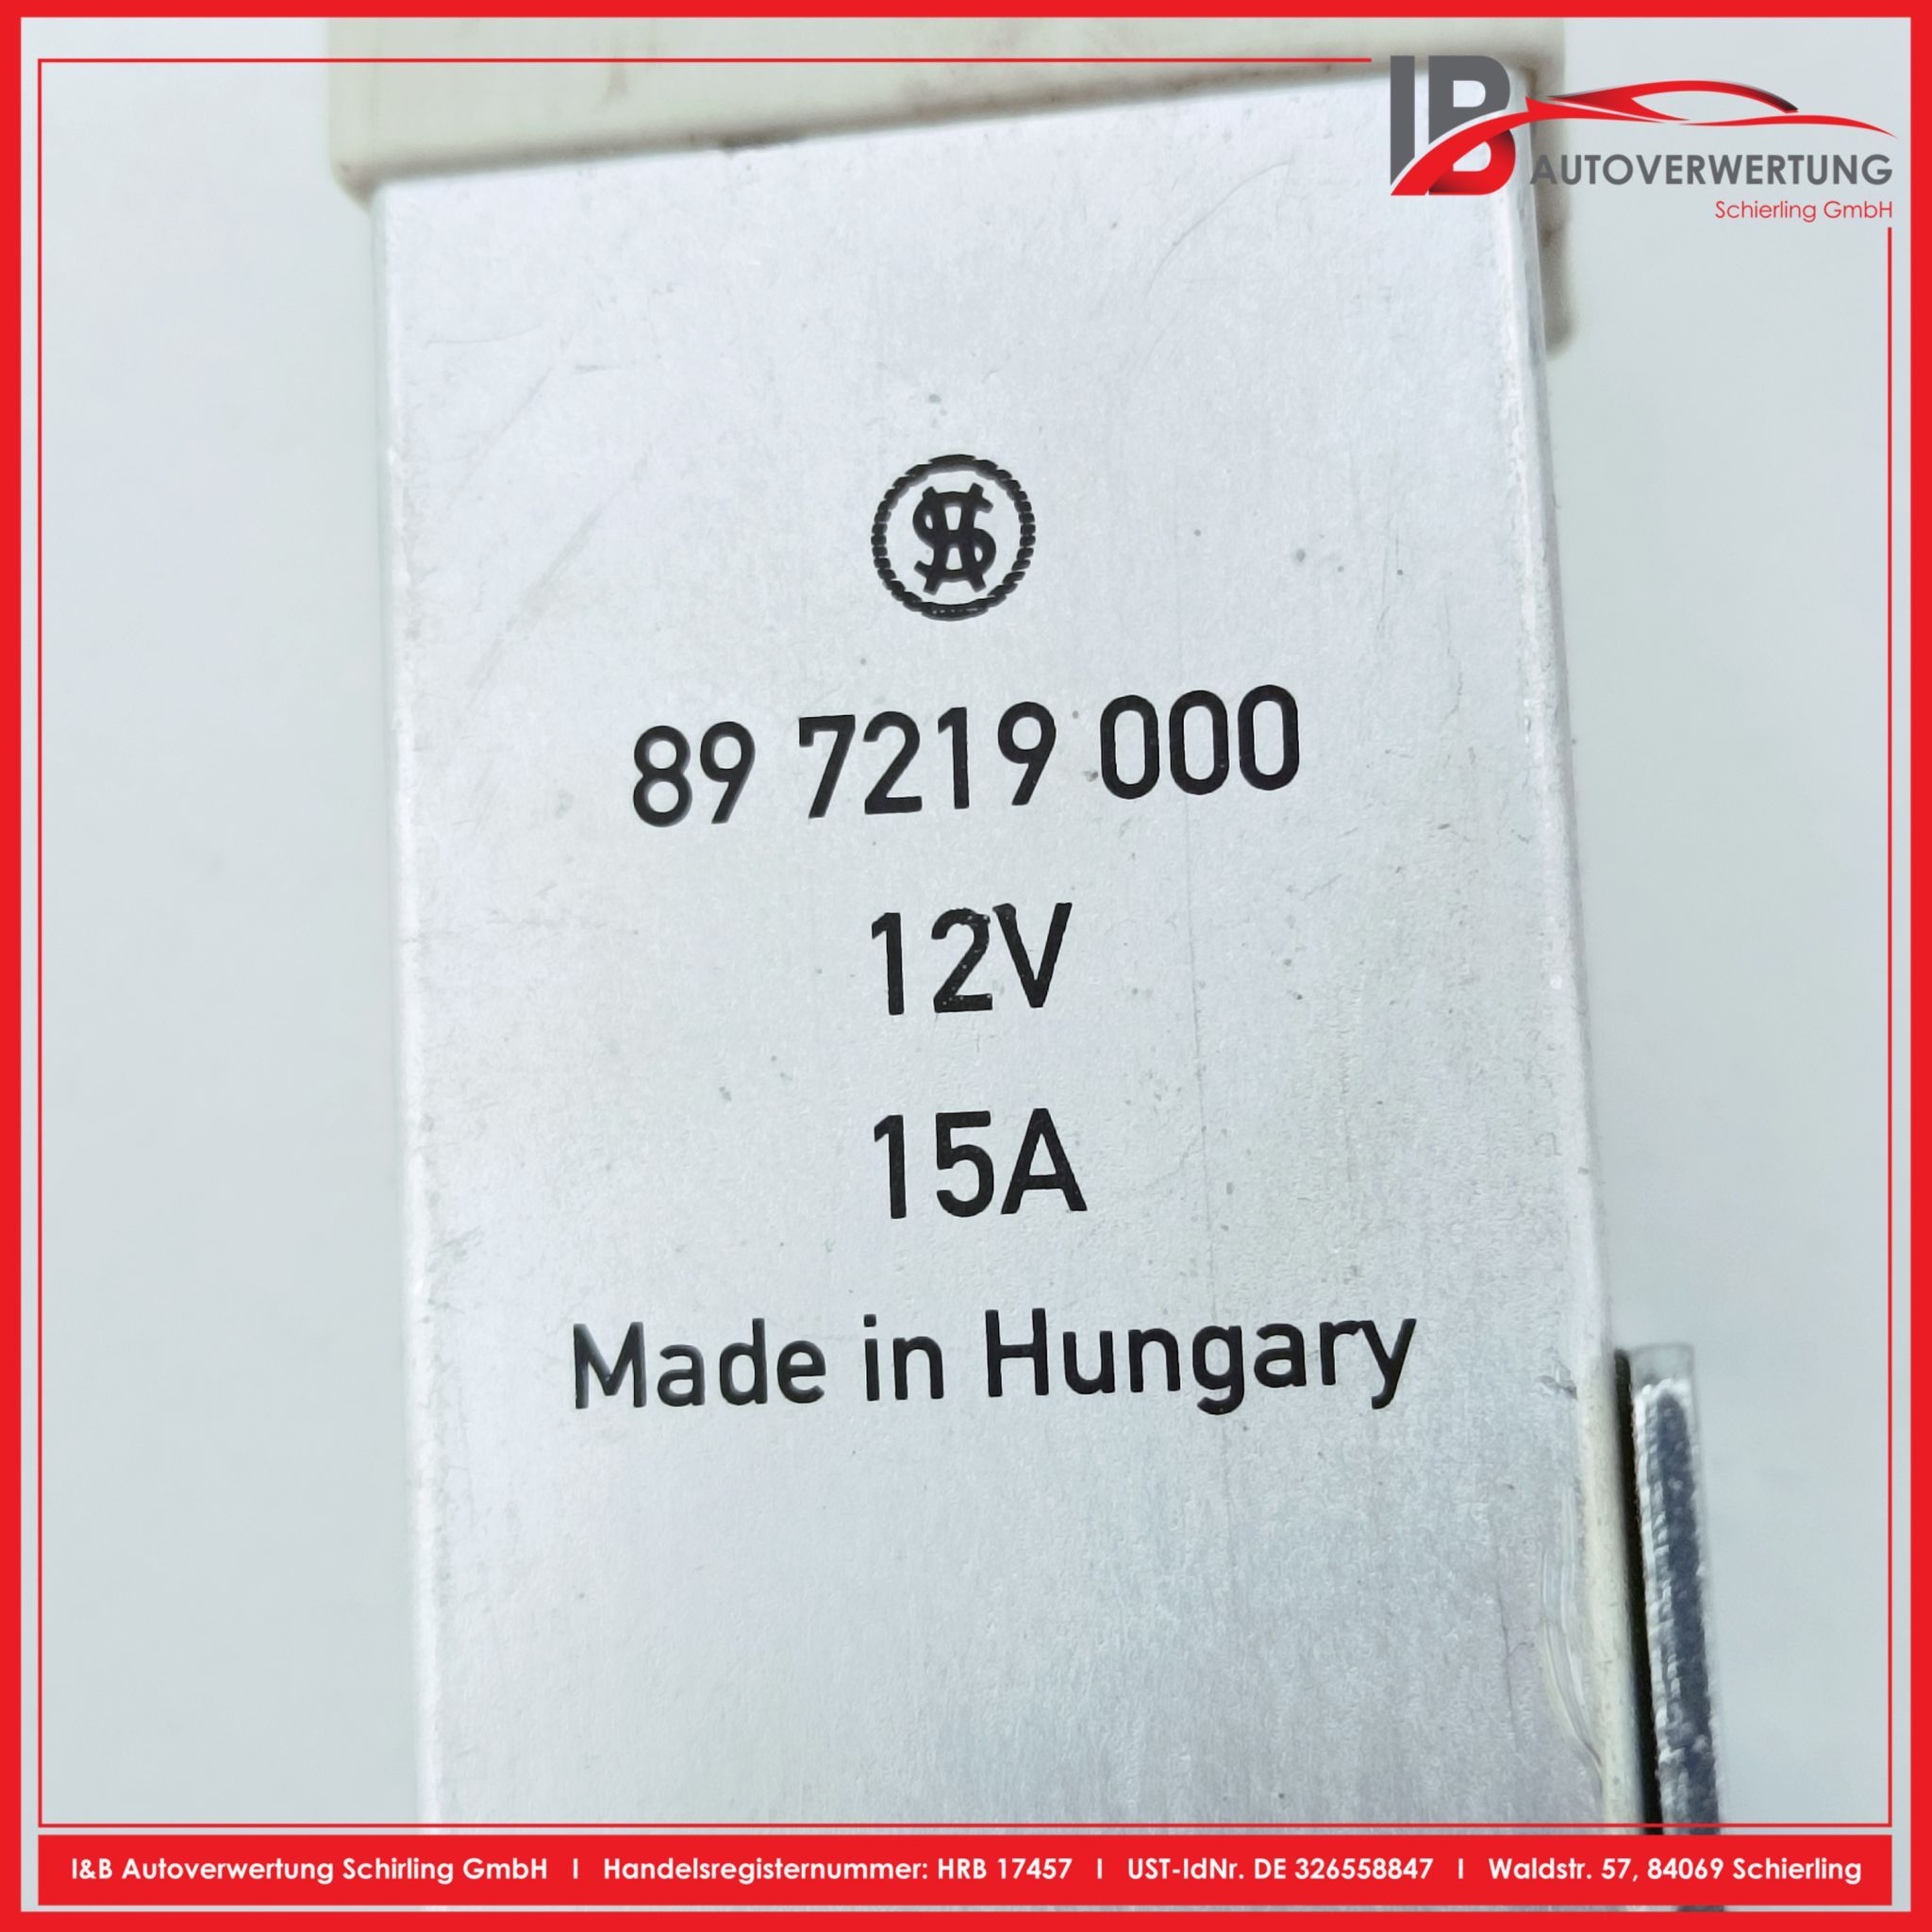 IB
AUTOVERWERTUNG
Schierling GmbH
89 7219 000
12V
15A
Made in Hungary
I&B Autoverwertung Schirling GmbH I Handelsregisternummer: HRB 17457 I UST-IdNr. DE 326558847 I Waldstr. 57, 84069 Schierling